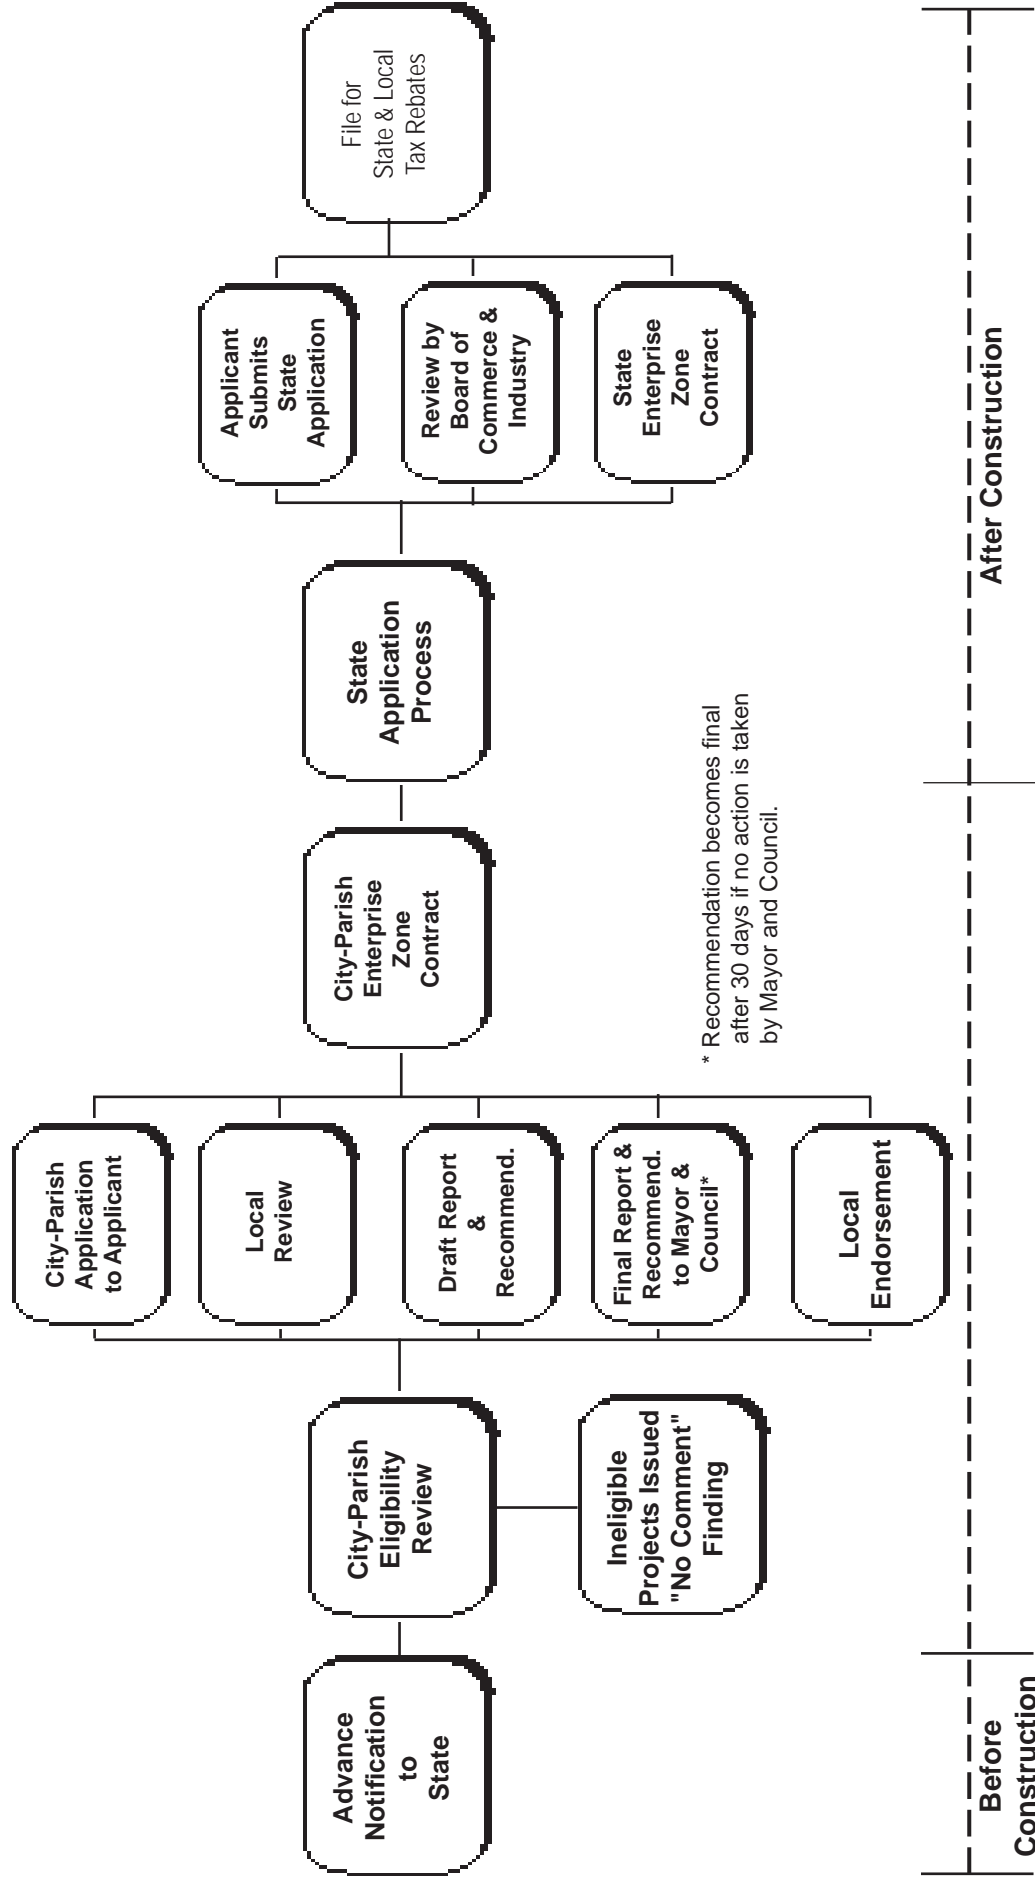 Advance
Notification
to
State
City-Parish
Eligibility
Review
Ineligible
Projects Issued
"No Comment"
Finding
City-Parish
Application
to Applicant
Local
Review
Draft Report
&
Recommend.
Final Report &
Recommend.
to Mayor &
Council*
Local
Endorsement
City-Parish
Enterprise
Zone
Contract
* Recommendation becomes final
after 30 days if no action is taken
by Mayor and Council.
State
Application
Process
Applicant
Submits
State
Application
Review by
Board of
Commerce &
Industry
State
Enterprise
Zone
Contract
File for
State & Local
Tax Rebates
Before
Construction
After Construction